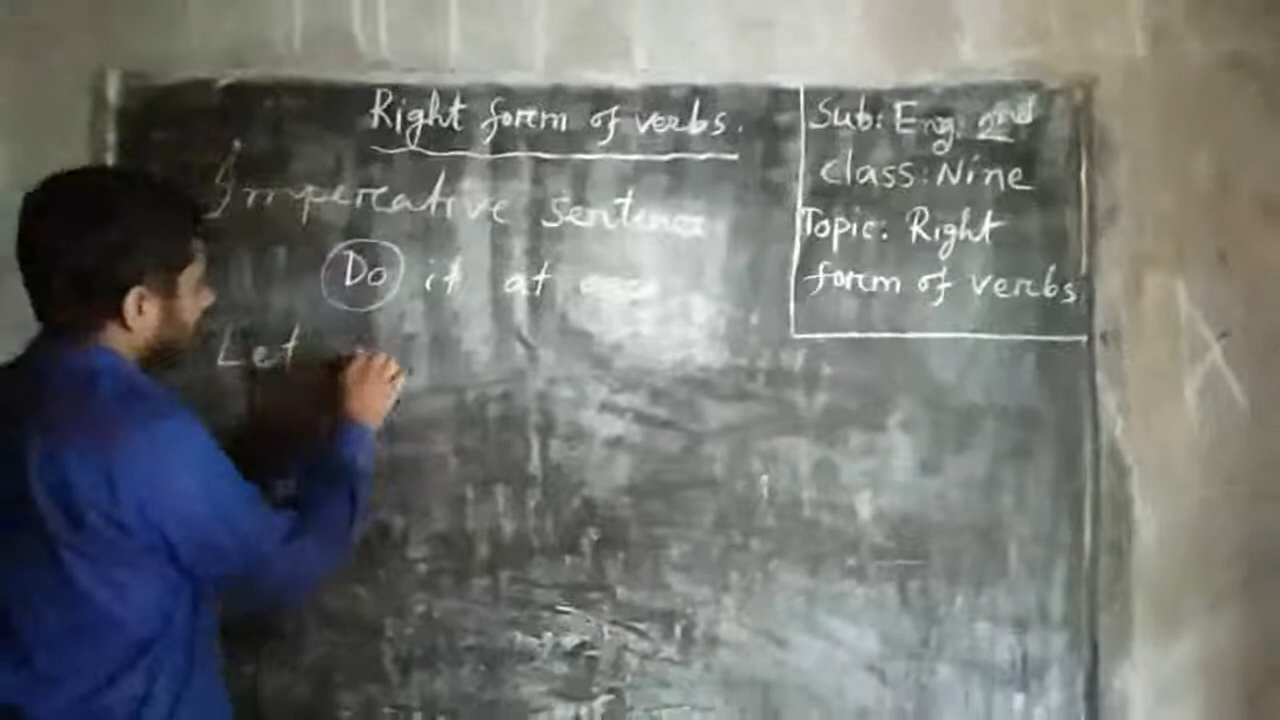 Right form of verbs.
Imperative sentence
Do it at once
Let
Sub: Eng 2nd
Class: Nine
Topic: Right
form of verbs